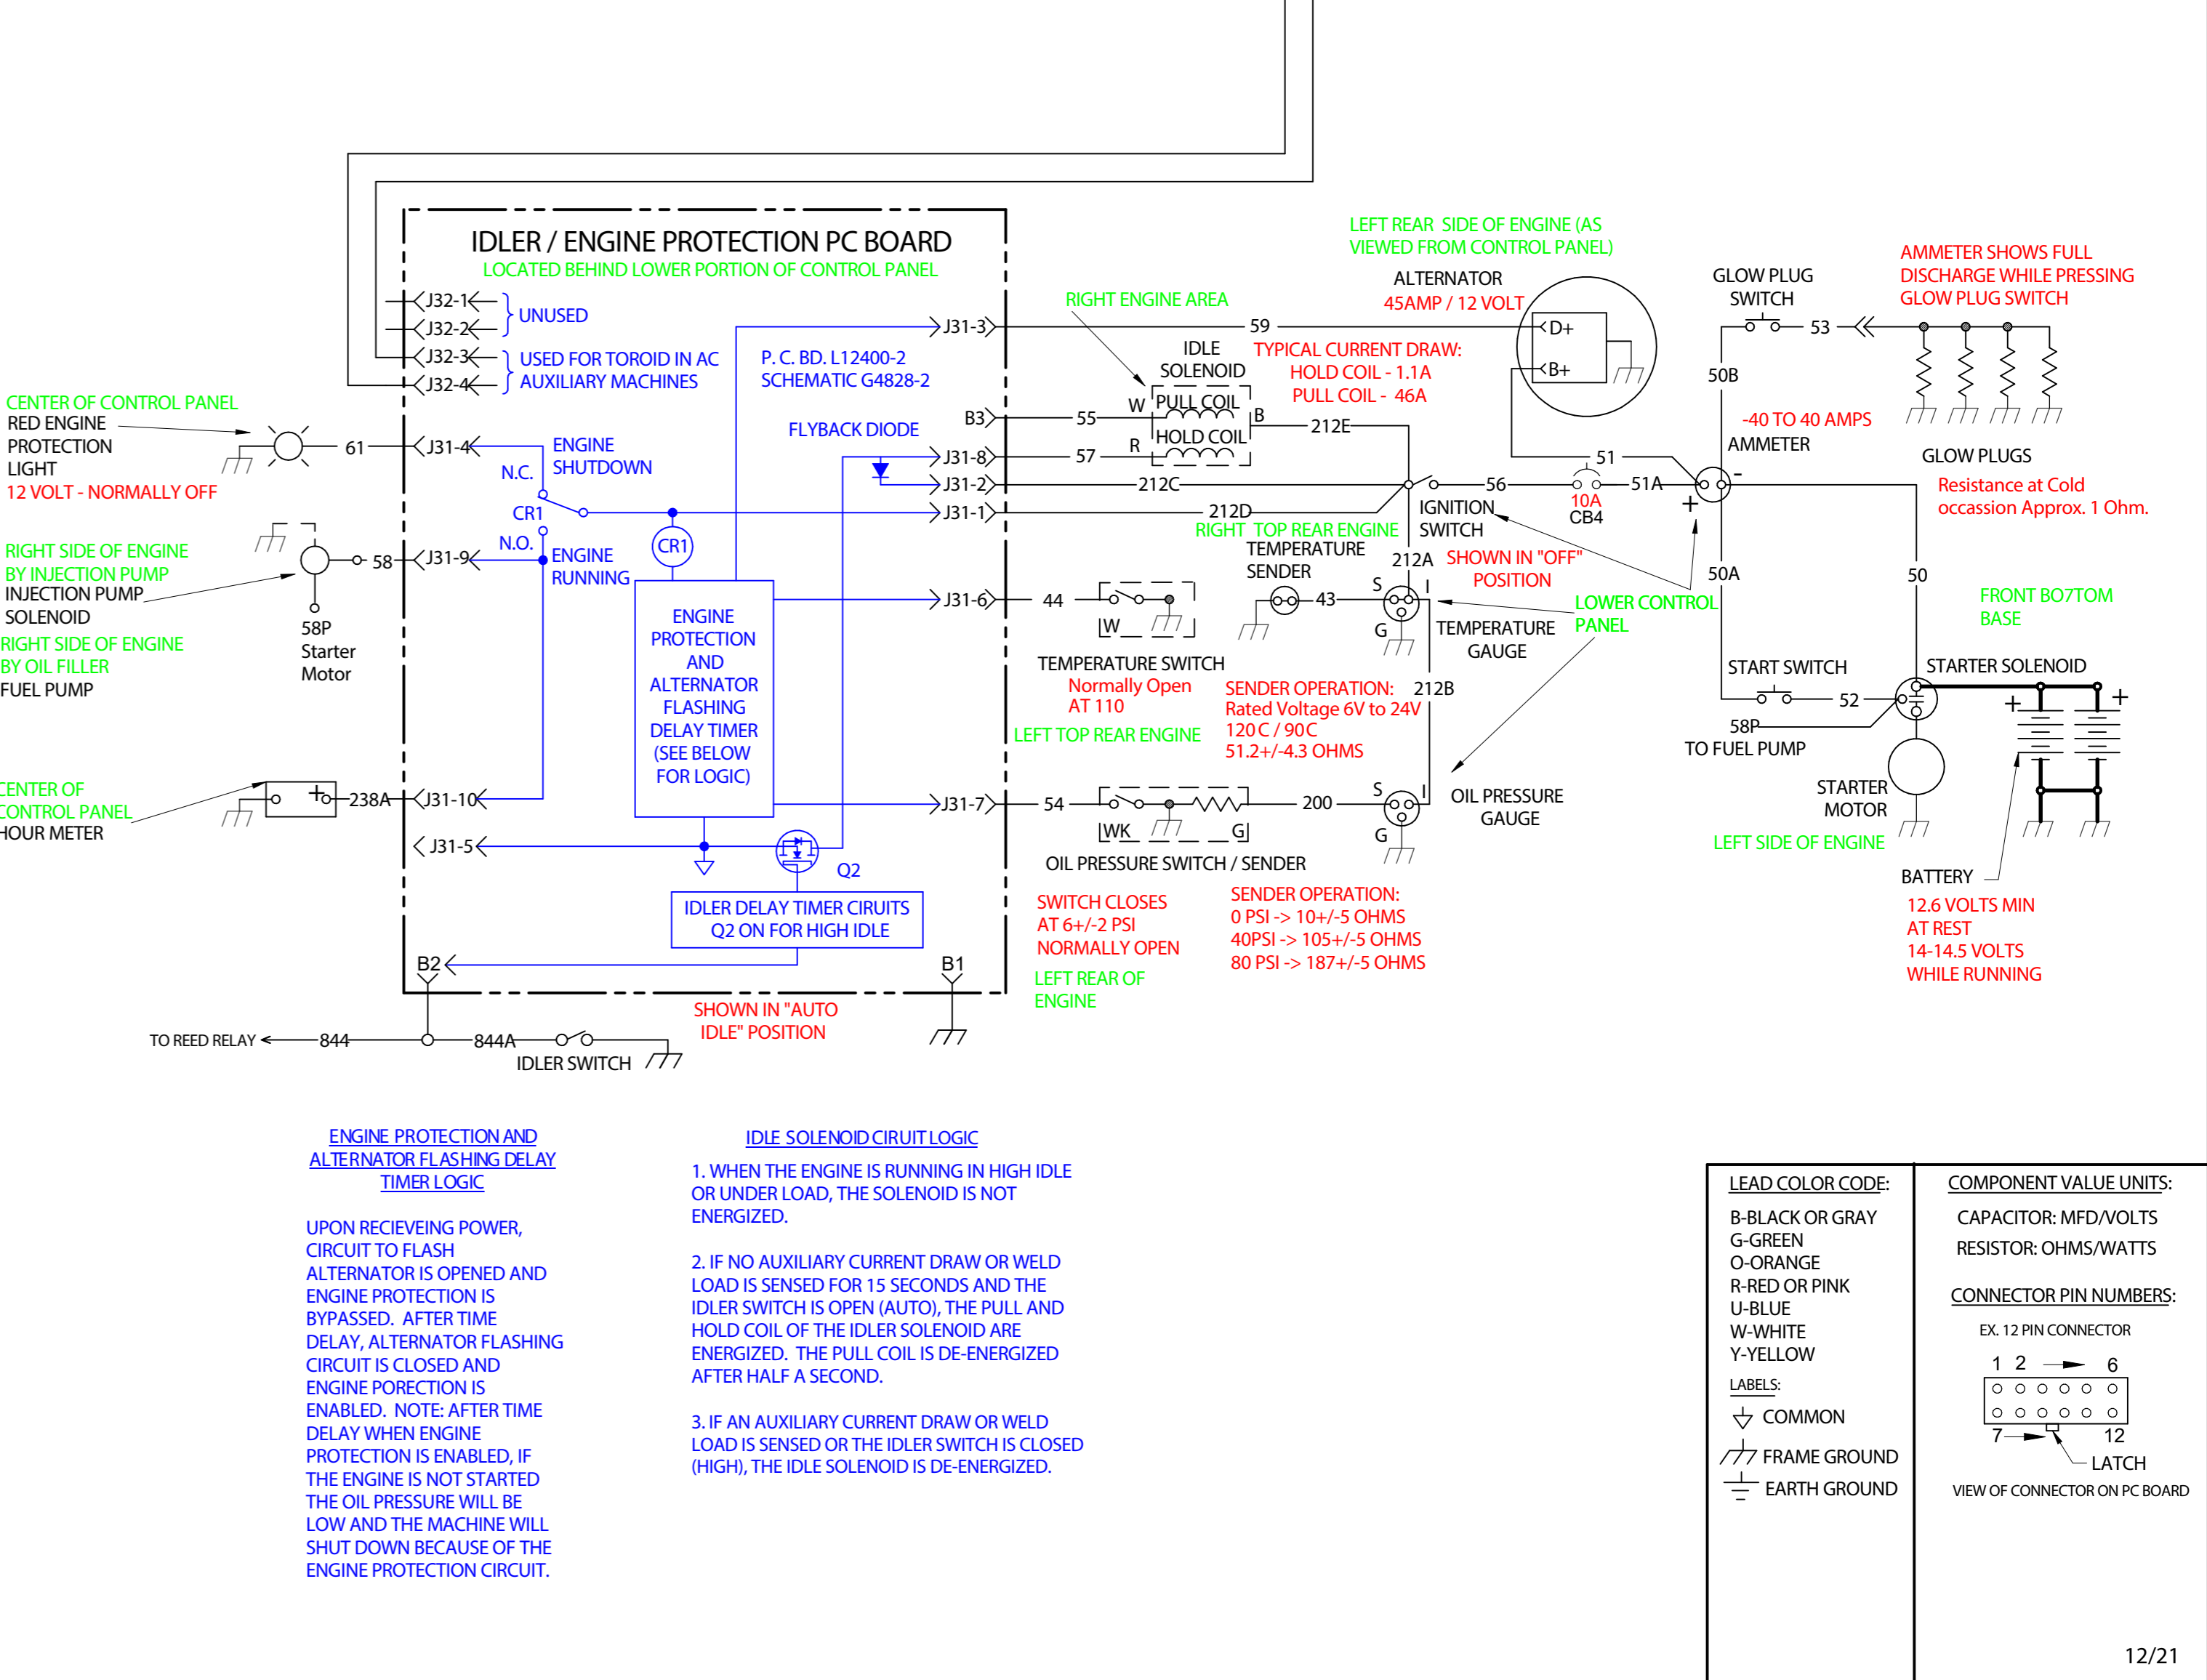 IDLER / ENGINE PROTECTION PC BOARD
LOCATED BEHIND LOWER PORTION OF CONTROL PANEL
J32-1
J32-2
UNUSED
J32-3
J32-4
USED FOR TOROID IN AC
AUXILIARY MACHINES
P. C. BD. L12400-2
SCHEMATIC G4828-2
FLYBACK DIODE
CENTER OF CONTROL PANEL
RED ENGINE
PROTECTION
LIGHT
12 VOLT - NORMALLY OFF
61
J31-4
ENGINE
SHUTDOWN
N.C.
CR1
N.O.
CR1
ENGINE
RUNNING
RIGHT SIDE OF ENGINE
BY INJECTION PUMP
INJECTION PUMP
SOLENOID
58
J31-9
58P
Starter
Motor
RIGHT SIDE OF ENGINE
BY OIL FILLER
FUEL PUMP
ENGINE
PROTECTION
AND
ALTERNATOR
FLASHING
DELAY TIMER
(SEE BELOW
FOR LOGIC)
CENTER OF
CONTROL PANEL
HOUR METER
+
238A
J31-10
J31-5
Q2
IDLER DELAY TIMER CIRUITS
Q2 ON FOR HIGH IDLE
B2
B1
SHOWN IN "AUTO
IDLE" POSITION
TO REED RELAY
844
844A
IDLER SWITCH
J31-3
B3
J31-8
J31-2
J31-1
J31-6
J31-7
59
55
57
212C
212D
44
54
RIGHT ENGINE AREA
IDLE
SOLENOID
W
PULL COIL
B
R
HOLD COIL
212E
TYPICAL CURRENT DRAW:
HOLD COIL - 1.1A
PULL COIL - 46A
LEFT REAR SIDE OF ENGINE (AS
VIEWED FROM CONTROL PANEL)
ALTERNATOR
45AMP / 12 VOLT
D+
B+
51
56
10A
CB4
51A
IGNITION
SWITCH
SHOWN IN "OFF"
POSITION
212A
RIGHT TOP REAR ENGINE
TEMPERATURE
SENDER
43
S
I
G
TEMPERATURE
GAUGE
LOWER CONTROL
PANEL
W
TEMPERATURE SWITCH
Normally Open
AT 110
LEFT TOP REAR ENGINE
SENDER OPERATION:
Rated Voltage 6V to 24V
120 C / 90 C
51.2+/-4.3 OHMS
212B
200
S
I
G
OIL PRESSURE
GAUGE
WK
G
OIL PRESSURE SWITCH / SENDER
SWITCH CLOSES
AT 6+/-2 PSI
NORMALLY OPEN
LEFT REAR OF
ENGINE
SENDER OPERATION:
0 PSI -> 10+/-5 OHMS
40PSI -> 105+/-5 OHMS
80 PSI -> 187+/-5 OHMS
GLOW PLUG
SWITCH
53
50B
AMMETER SHOWS FULL
DISCHARGE WHILE PRESSING
GLOW PLUG SWITCH
-40 TO 40 AMPS
AMMETER
-
+
GLOW PLUGS
Resistance at Cold
occassion Approx. 1 Ohm.
50A
50
FRONT BO7TOM
BASE
START SWITCH
52
STARTER SOLENOID
+
+
58P
TO FUEL PUMP
STARTER
MOTOR
LEFT SIDE OF ENGINE
BATTERY
12.6 VOLTS MIN
AT REST
14-14.5 VOLTS
WHILE RUNNING
ENGINE PROTECTION AND
ALTERNATOR FLASHING DELAY
TIMER LOGIC
UPON RECIEVEING POWER,
CIRCUIT TO FLASH
ALTERNATOR IS OPENED AND
ENGINE PROTECTION IS
BYPASSED. AFTER TIME
DELAY, ALTERNATOR FLASHING
CIRCUIT IS CLOSED AND
ENGINE PORECTION IS
ENABLED. NOTE: AFTER TIME
DELAY WHEN ENGINE
PROTECTION IS ENABLED, IF
THE ENGINE IS NOT STARTED
THE OIL PRESSURE WILL BE
LOW AND THE MACHINE WILL
SHUT DOWN BECAUSE OF THE
ENGINE PROTECTION CIRCUIT.
IDLE SOLENOID CIRUIT LOGIC
1. WHEN THE ENGINE IS RUNNING IN HIGH IDLE
OR UNDER LOAD, THE SOLENOID IS NOT
ENERGIZED.
2. IF NO AUXILIARY CURRENT DRAW OR WELD
LOAD IS SENSED FOR 15 SECONDS AND THE
IDLER SWITCH IS OPEN (AUTO), THE PULL AND
HOLD COIL OF THE IDLER SOLENOID ARE
ENERGIZED. THE PULL COIL IS DE-ENERGIZED
AFTER HALF A SECOND.
3. IF AN AUXILIARY CURRENT DRAW OR WELD
LOAD IS SENSED OR THE IDLER SWITCH IS CLOSED
(HIGH), THE IDLE SOLENOID IS DE-ENERGIZED.
LEAD COLOR CODE:
B-BLACK OR GRAY
G-GREEN
O-ORANGE
R-RED OR PINK
U-BLUE
W-WHITE
Y-YELLOW
LABELS:
COMMON
FRAME GROUND
EARTH GROUND
COMPONENT VALUE UNITS:
CAPACITOR: MFD/VOLTS
RESISTOR: OHMS/WATTS
CONNECTOR PIN NUMBERS:
EX. 12 PIN CONNECTOR
1 2 6
7 12
LATCH
VIEW OF CONNECTOR ON PC BOARD
12/21